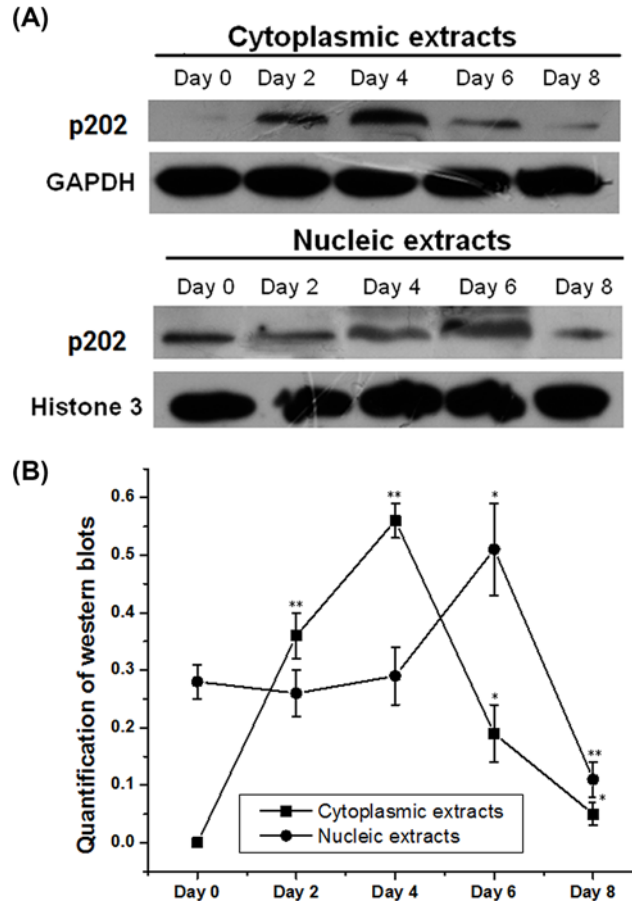 (A)
Cytoplasmic extracts
Day 0 Day 2 Day 4 Day 6 Day 8
p202
GAPDH
Nucleic extracts
Day 0 Day 2 Day 4 Day 6 Day 8
p202
Histone 3
(B)
Quantification of western blots
0.6
0.5
0.4
0.3
0.2
0.1
0.0
**
**
*
*
**
*
Cytoplasmic extracts
Nucleic extracts
Day 0 Day 2 Day 4 Day 6 Day 8